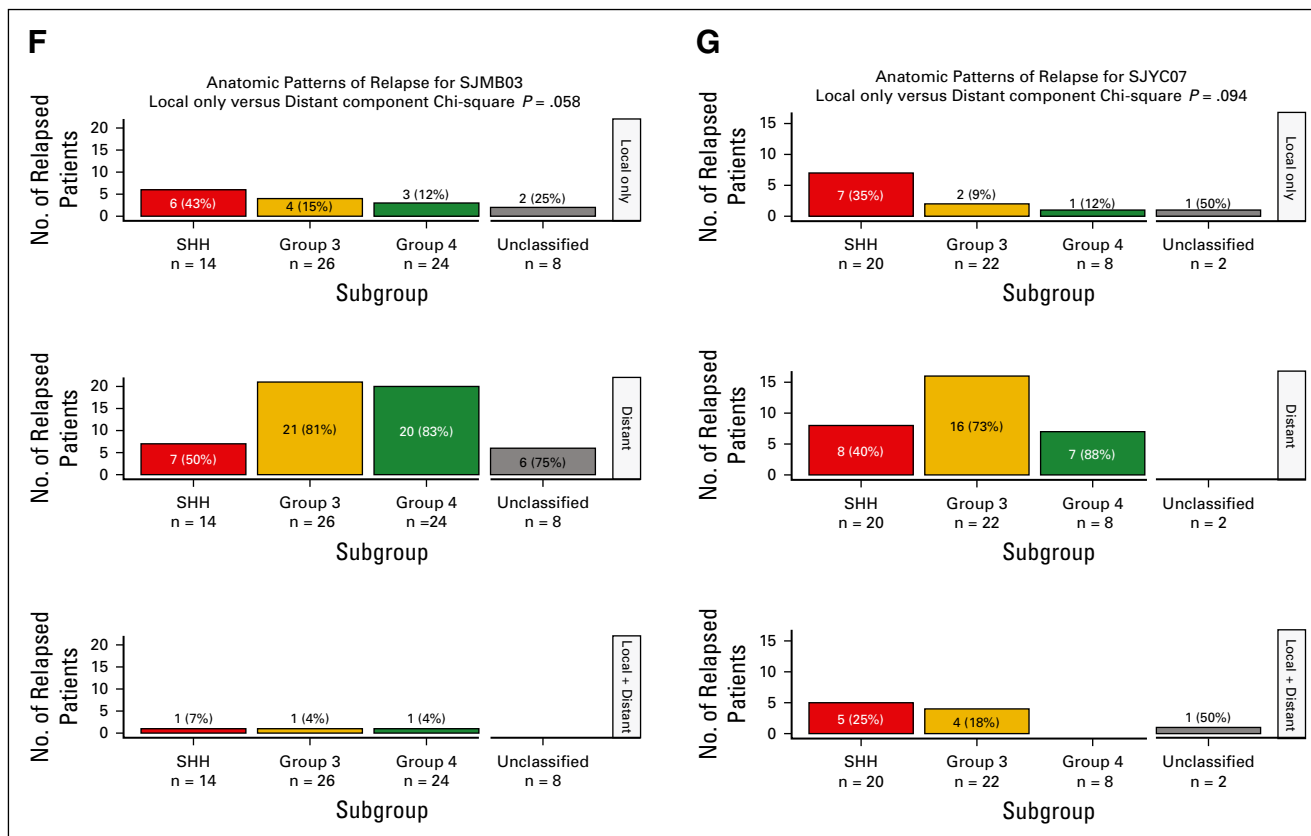 F
Anatomic Patterns of Relapse for SJMB03
Local only versus Distant component Chi-square P = .058
No. of Relapsed
Patients
20
15
10
5
0
6 (43%)
4 (15%)
3 (12%)
2 (25%)
Local only
SHH
n = 14
Group 3
n = 26
Group 4
n = 24
Unclassified
n = 8
Subgroup
No. of Relapsed
Patients
20
15
10
5
0
7 (50%)
21 (81%)
20 (83%)
6 (75%)
Distant
SHH
n = 14
Group 3
n = 26
Group 4
n =24
Unclassified
n = 8
Subgroup
No. of Relapsed
Patients
20
15
10
5
0
1 (7%)
1 (4%)
1 (4%)
Local + Distant
SHH
n = 14
Group 3
n = 26
Group 4
n = 24
Unclassified
n = 8
Subgroup
G
Anatomic Patterns of Relapse for SJYC07
Local only versus Distant component Chi-square P = .094
No. of Relapsed
Patients
15
10
5
0
7 (35%)
2 (9%)
1 (12%)
1 (50%)
Local only
SHH
n = 20
Group 3
n = 22
Group 4
n = 8
Unclassified
n = 2
Subgroup
No. of Relapsed
Patients
15
10
5
0
8 (40%)
16 (73%)
7 (88%)
Distant
SHH
n = 20
Group 3
n = 22
Group 4
n = 8
Unclassified
n = 2
Subgroup
No. of Relapsed
Patients
15
10
5
0
5 (25%)
4 (18%)
1 (50%)
Local + Distant
SHH
n = 20
Group 3
n = 22
Group 4
n = 8
Unclassified
n = 2
Subgroup